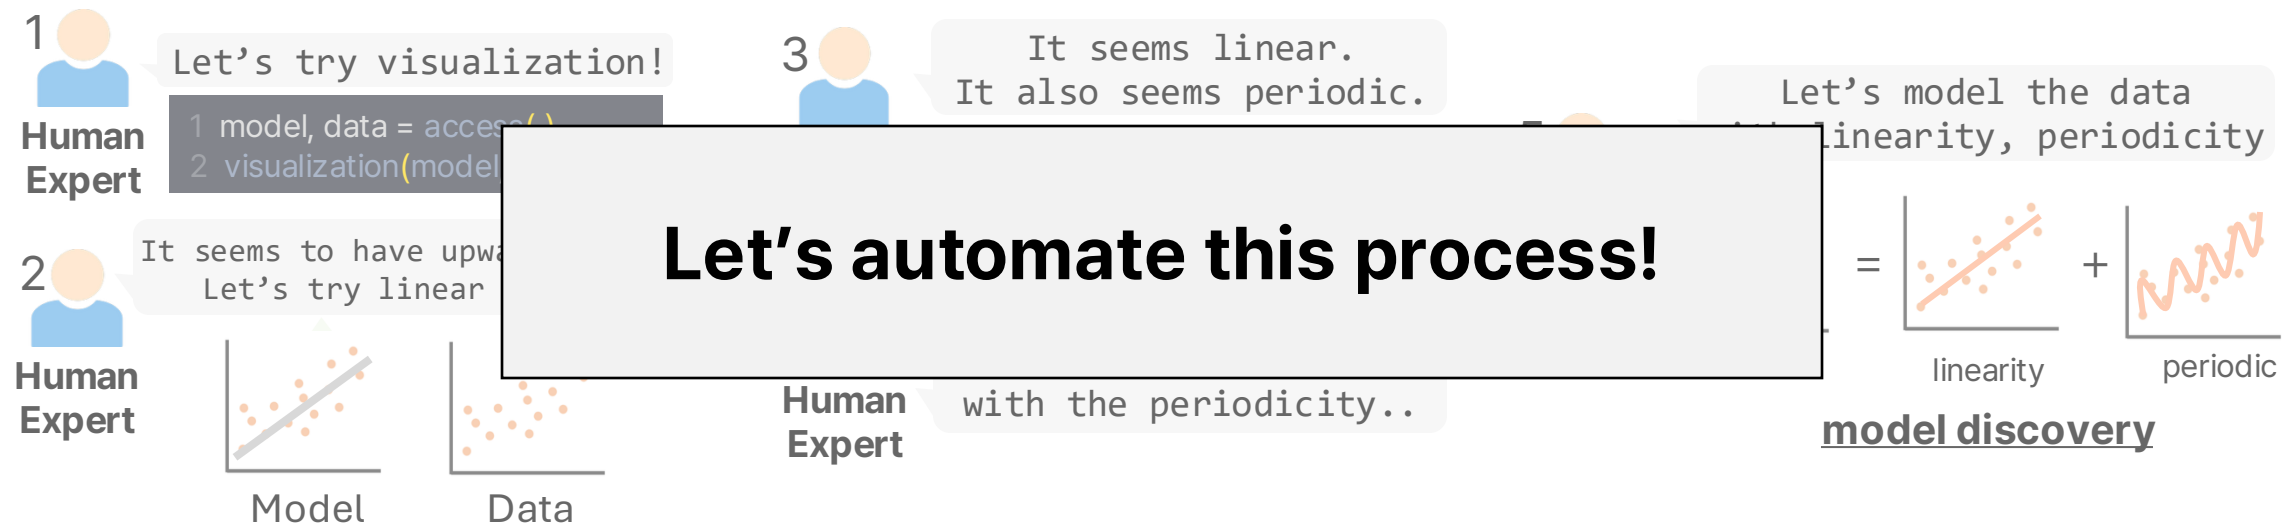 1
Let’s try visualization!
1 model, data = access()
2 visualization(model
Human
Expert
2
It seems to have
Let’s try linear
Human
Expert
Model
Data
3
It seems linear.
It also seems periodic.
Let’s automate this process!
Human
Expert
with the periodicity..
Let’s model the data
linearity, periodicity
=
+
linearity
periodic
model discovery